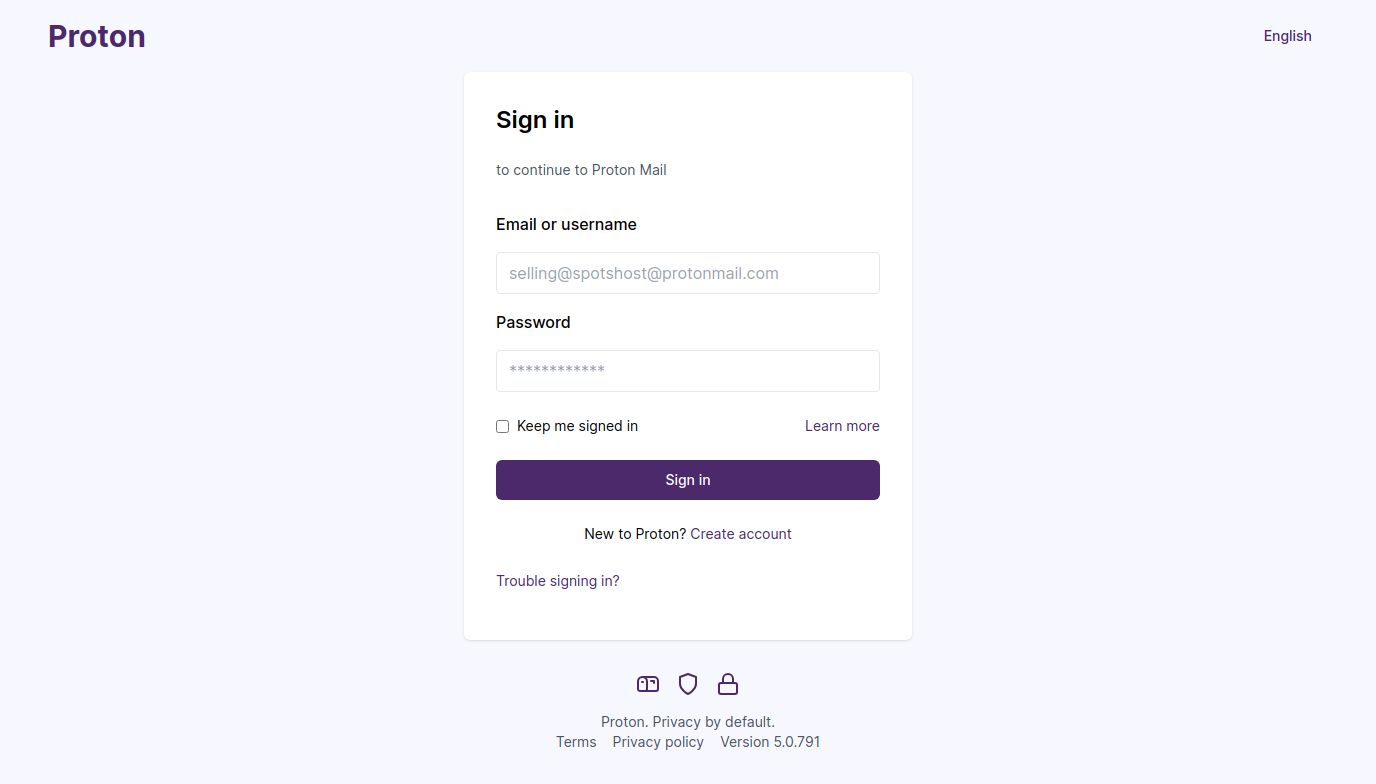 Proton
English
Sign in
to continue to Proton Mail
Email or username
selling@spotshost@protonmail.com
Password
************
Keep me signed in
Learn more
Sign in
New to Proton? Create account
Trouble signing in?
Proton. Privacy by default.
Terms Privacy policy Version 5.0.791